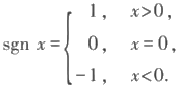 1, x>0,
sgn x= 0, x=0,
-1, x<0.